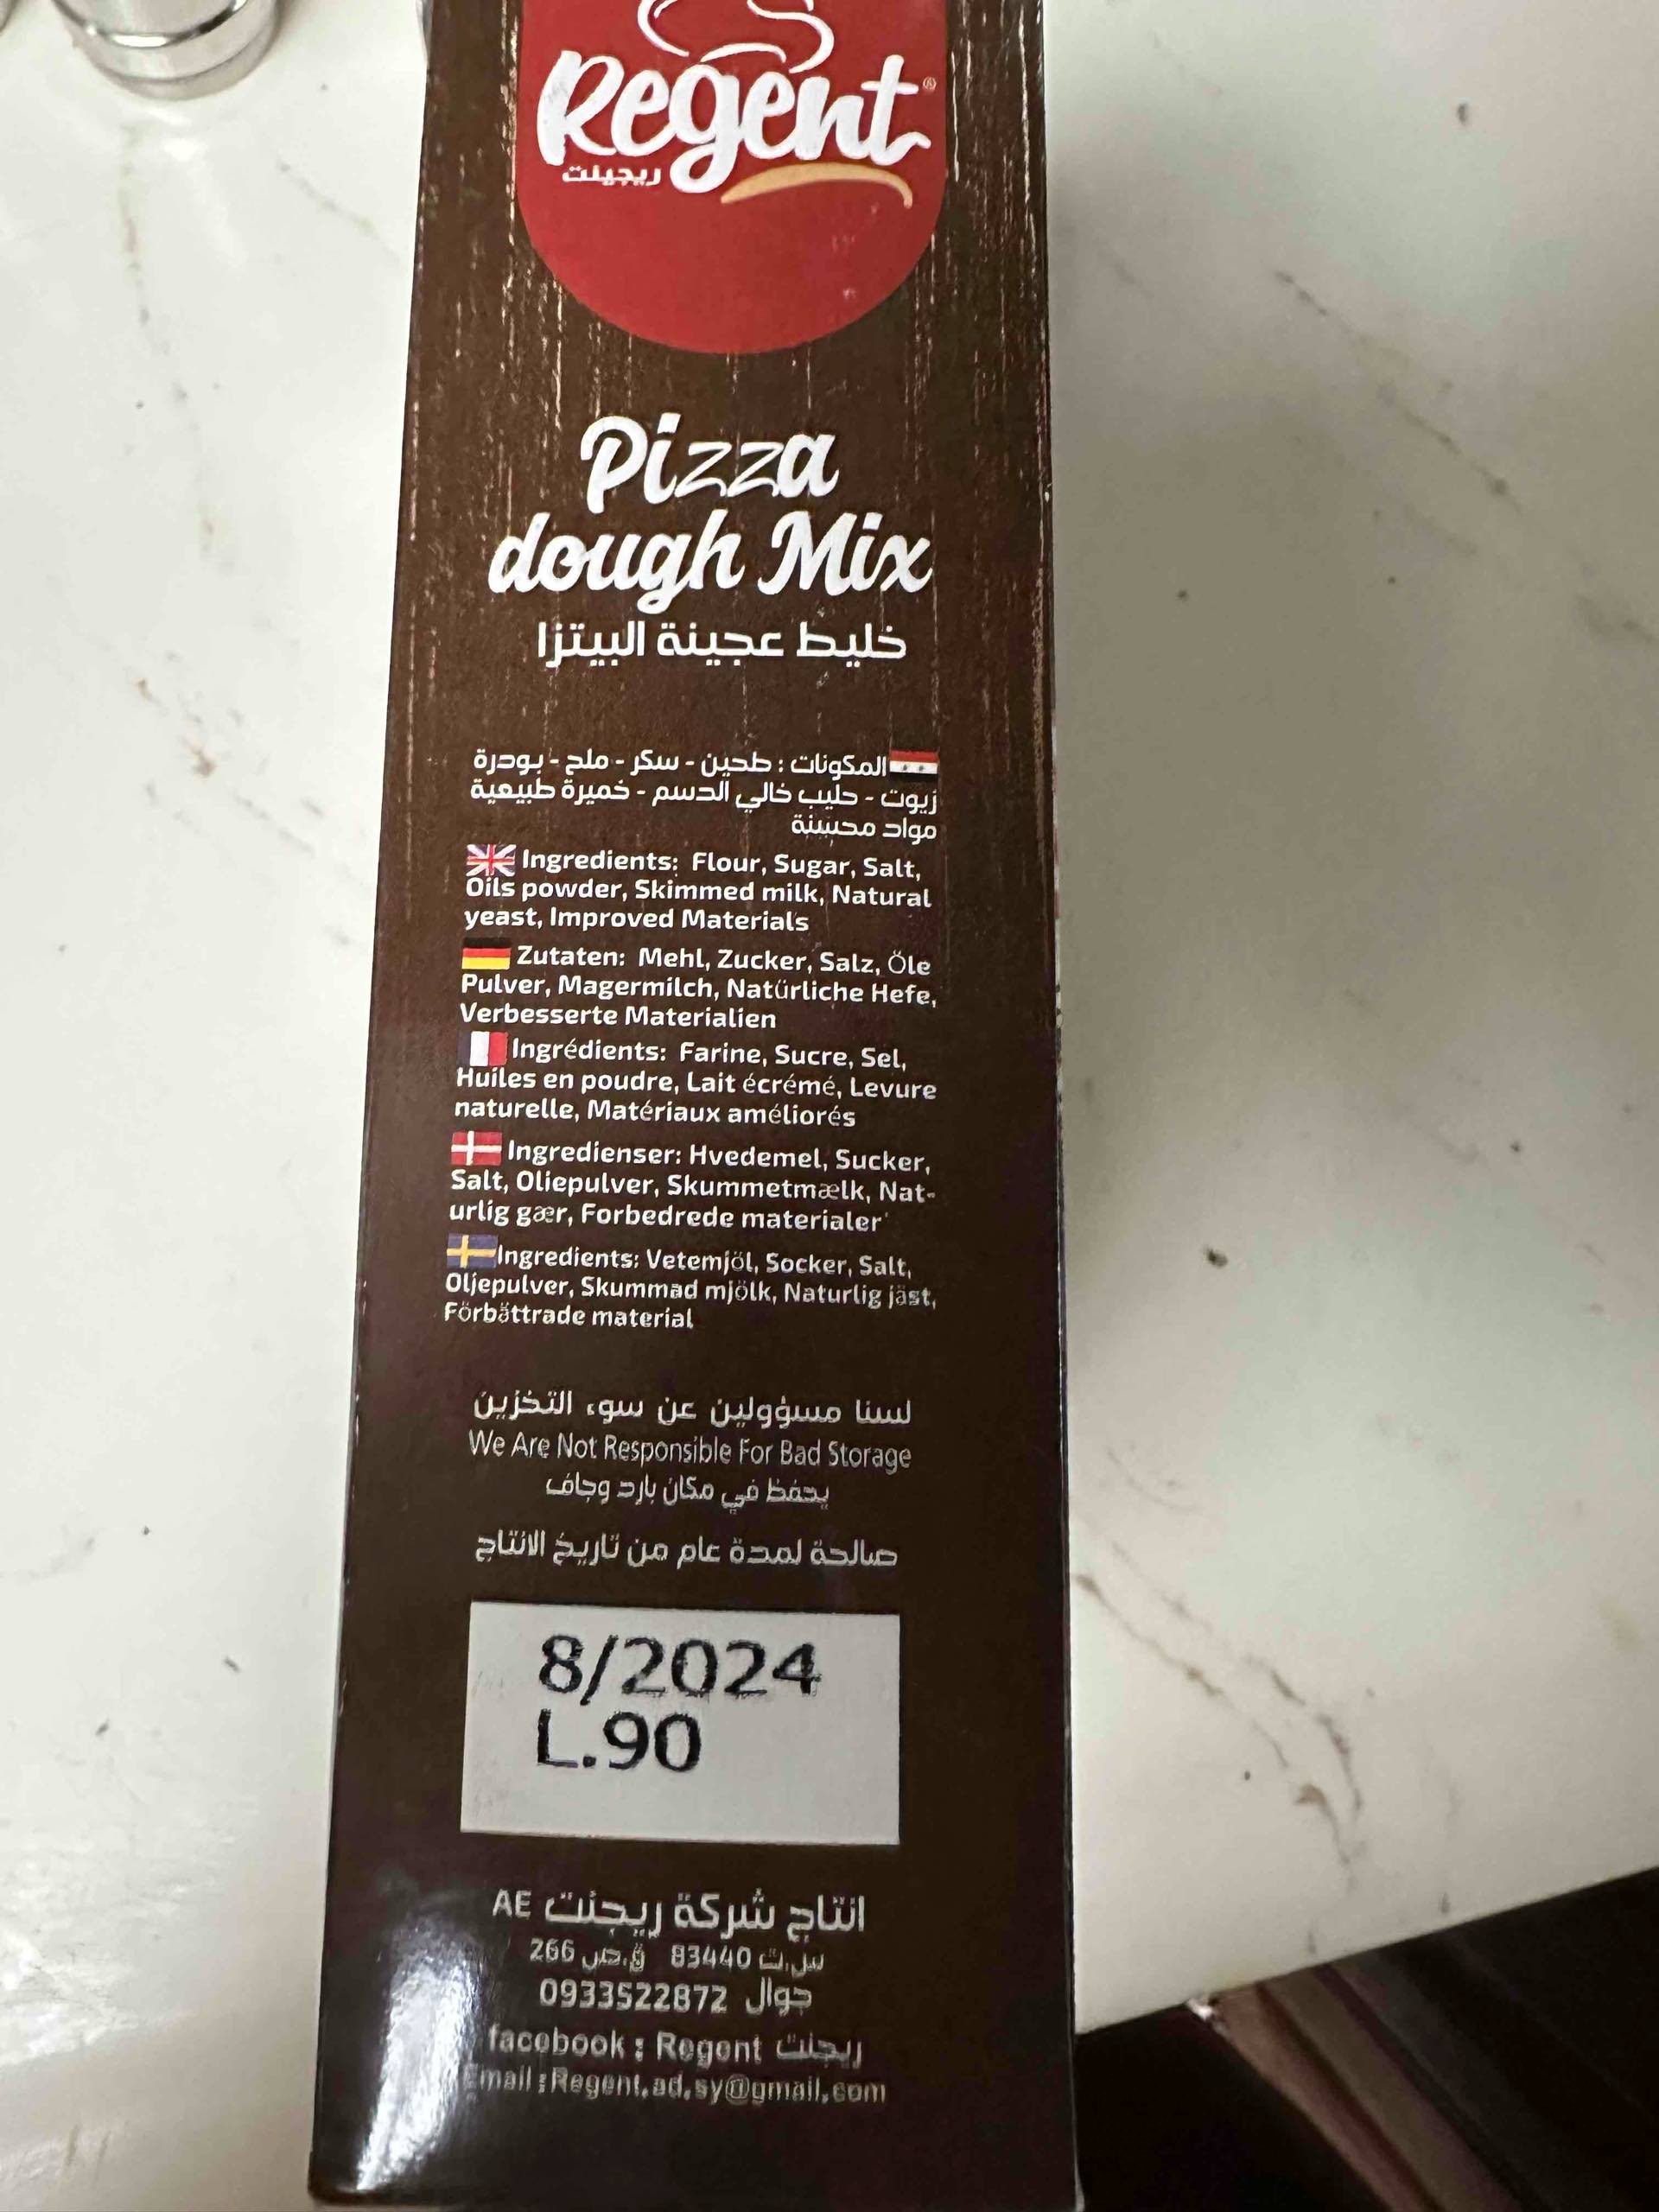 Regent®
ريجينت
Pizza
dough Mix
خليط عجينة البيتزا
المكونات : طحين - سكر - ملح - بودرة
زيوت - حليب خالي الدسم - خميرة طبيعية
مواد محسنة
Ingredients: Flour, Sugar, Salt,
Oils powder, Skimmed milk, Natural
yeast, Improved Materials
Zutaten: Mehl, Zucker, Salz, Öle
Pulver, Magermilch, Natürliche Hefe,
Verbesserte Materialien
Ingrédients: Farine, Sucre, Sel,
Huiles en poudre, Lait écrémé, Levure
naturelle, Matériaux améliorés
Ingredienser: Hvedemel, Sucker,
Salt, Oliepulver, Skummetmælk, Nat-
urlig gær, Forbedrede materialer
Ingredients: Vetemjöl, Socker, Salt,
Oljepulver, Skummad mjölk, Naturlig jäst,
Förbättrade material
لسنا مسؤولين عن سوء التخزين
We Are Not Responsible For Bad Storage
يحفظ في مكان بارد وجاف
صالحة لمدة عام من تاريخ الانتاج
8/2024
L.90
انتاج شركة ريجنت AE
س.ت 83440 ق.ص 266
جوال 0933522872
facebook : Regent ريجنت
Email : Regent.ad.sy@gmail.com